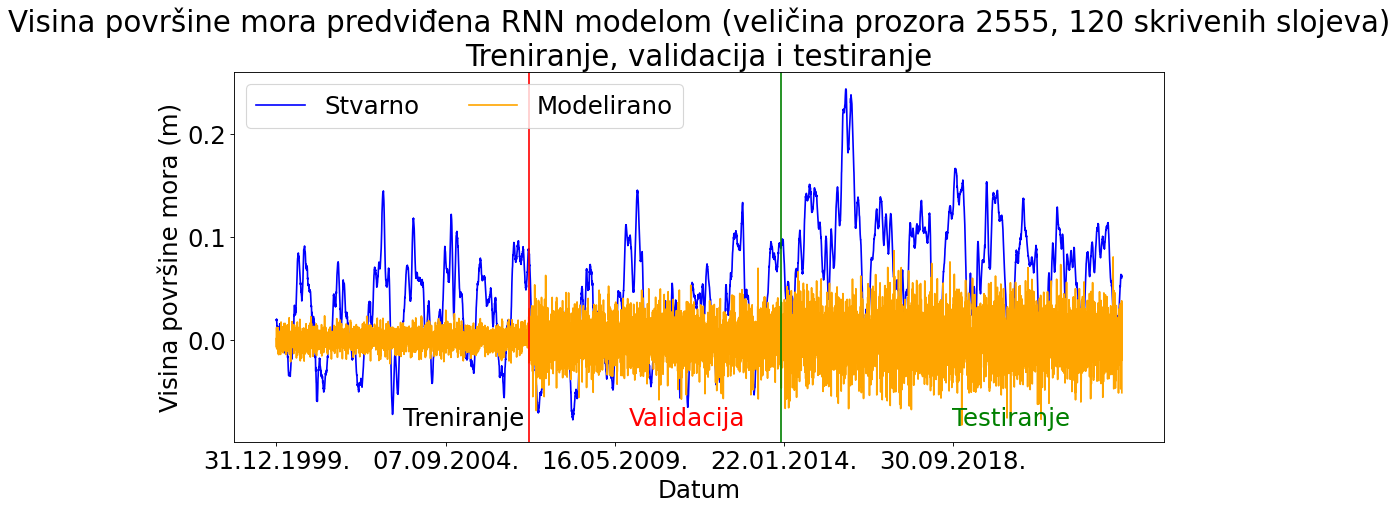 Visina površine mora predviđena RNN modelom (veličina prozora 2555, 120 skrivenih slojeva)
Treniranje, validacija i testiranje
Stvarno
Modelirano
Visina površine mora (m)
0.2
0.1
0.0
Treniranje
Validacija
Testiranje
31.12.1999.
07.09.2004.
16.05.2009.
22.01.2014.
30.09.2018.
Datum